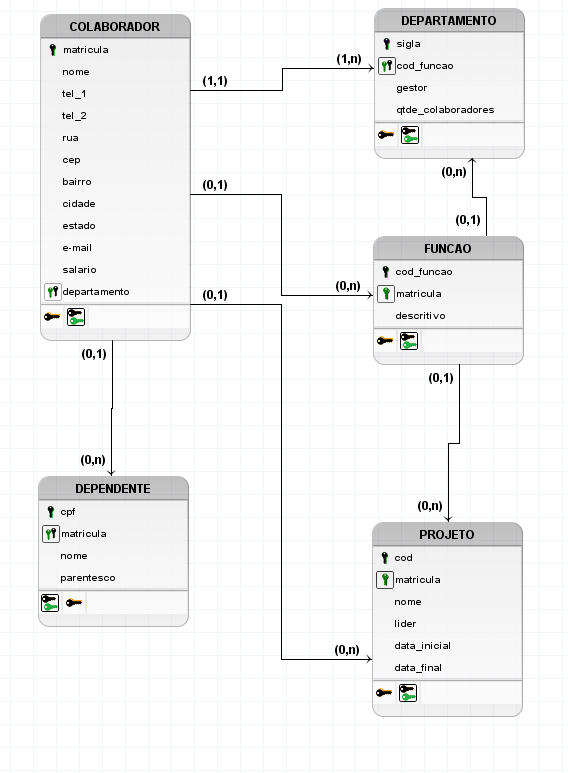 COLABORADOR
matricula
nome
tel_1
tel_2
rua
cep
bairro
cidade
estado
e-mail
salario
departamento
(1,1)
(1,n)
DEPARTAMENTO
sigla
cod_funcao
gestor
qtde_colaboradores
(0,1)
(0,n)
(0,n)
(0,1)
FUNCAO
cod_funcao
matricula
descritivo
(0,1)
(0,n)
(0,1)
(0,n)
DEPENDENTE
cpf
matricula
nome
parentesco
(0,1)
(0,n)
PROJETO
cod
matricula
nome
lider
data_inicial
data_final